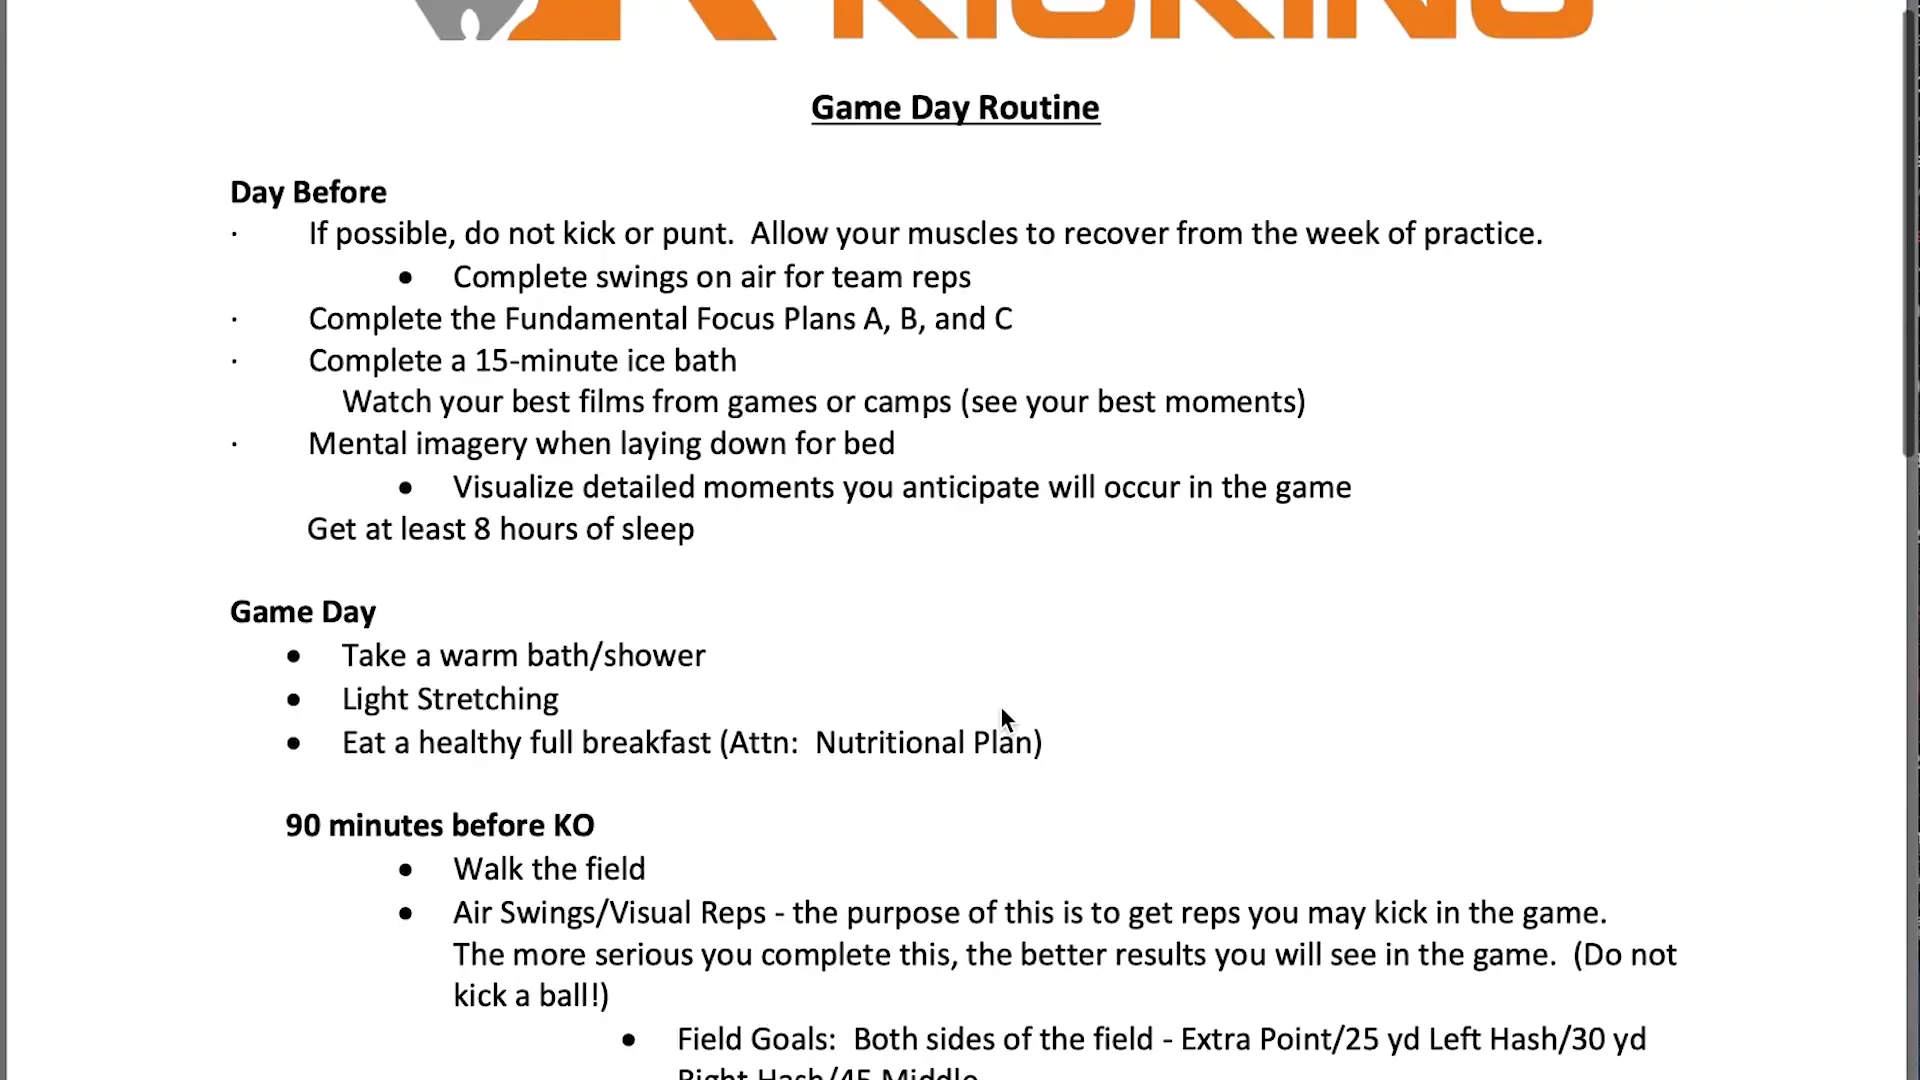 KICKING
Game Day Routine
Day Before
· If possible, do not kick or punt.  Allow your muscles to recover from the week of practice.
• Complete swings on air for team reps
· Complete the Fundamental Focus Plans A, B, and C
· Complete a 15-minute ice bath
Watch your best films from games or camps (see your best moments)
· Mental imagery when laying down for bed
• Visualize detailed moments you anticipate will occur in the game
Get at least 8 hours of sleep
Game Day
• Take a warm bath/shower
• Light Stretching
• Eat a healthy full breakfast (Attn:  Nutritional Plan)
90 minutes before KO
• Walk the field
• Air Swings/Visual Reps - the purpose of this is to get reps you may kick in the game.
The more serious you complete this, the better results you will see in the game.  (Do not
kick a ball!)
• Field Goals:  Both sides of the field - Extra Point/25 yd Left Hash/30 yd
Right Hash/45 Middle